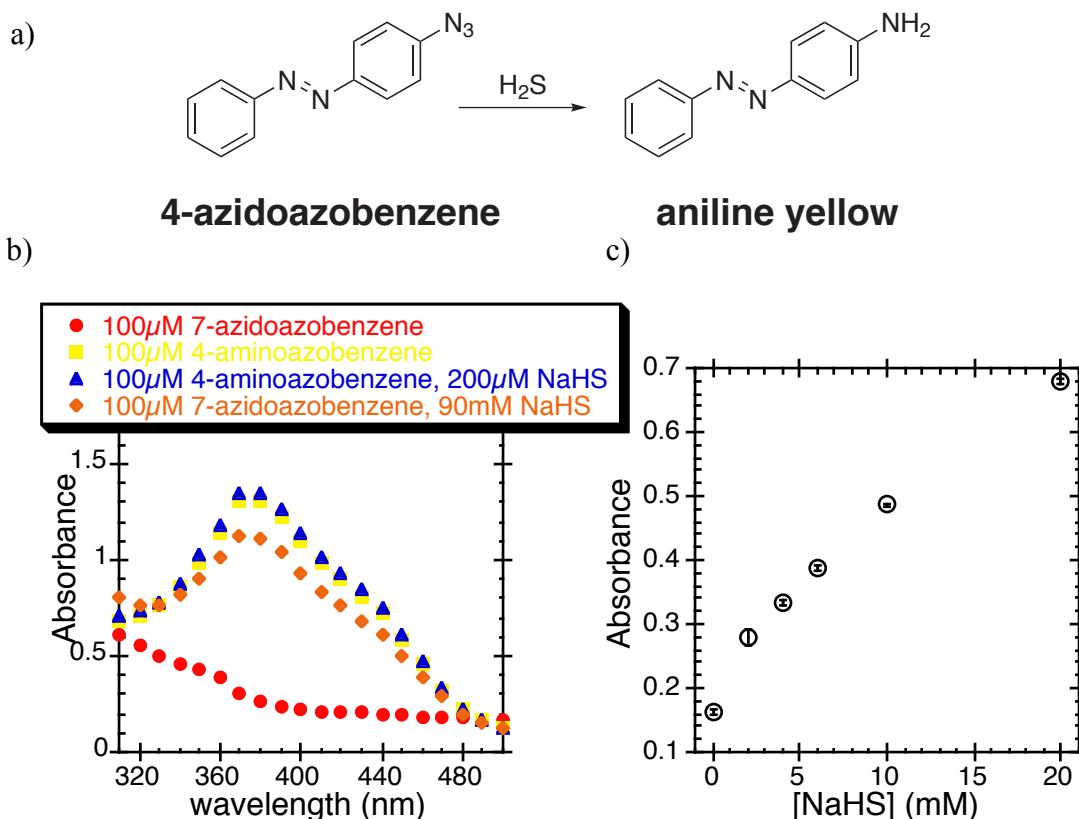 a)
N₃
N
N
H₂S
NH₂
N
N
4-azidoazobenzene
aniline yellow
b)
c)
100µM 7-azidoazobenzene
100µM 4-aminoazobenzene
100µM 4-aminoazobenzene, 200µM NaHS
100µM 7-azidoazobenzene, 90mM NaHS
1.5
1
0.5
0
Absorbance
320 360 400 440 480
wavelength (nm)
0.7
0.6
0.5
0.4
0.3
0.2
0.1
Absorbance
0 5 10 15 20
[NaHS] (mM)